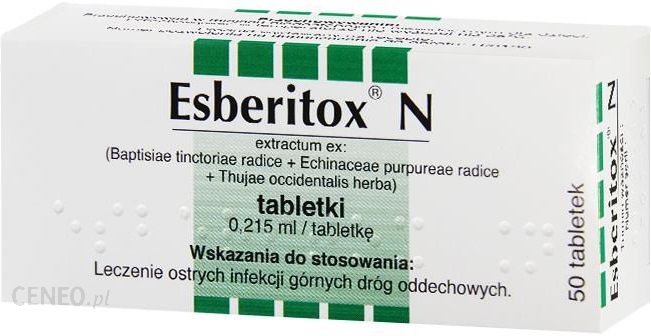 Esberitox® N
extractum ex:
(Baptisiae tinctoriae radice + Echinaceae purpureae radice
+ Thujae occidentalis herba)
tabletki
0,215 ml / tabletkę
Wskazania do stosowania:
Leczenie ostrych infekcji górnych dróg oddechowych.
50 tabletek
Esberitox® N
CENEO.pl